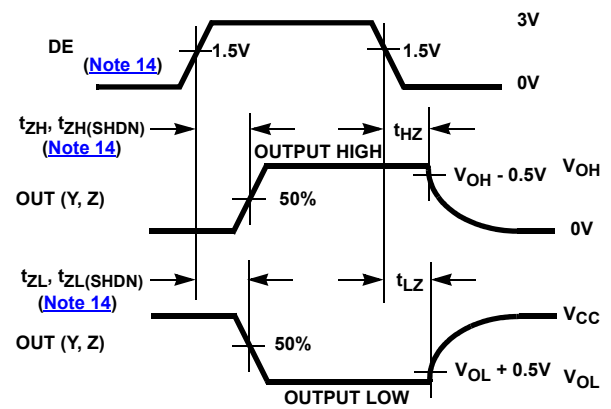 3V
DE
(Note 14)
1.5V
1.5V
0V
tZH, tZH(SHDN)
(Note 14)
tHZ
OUTPUT HIGH
VOH - 0.5V
VOH
OUT (Y, Z)
50%
0V
tZL, tZL(SHDN)
(Note 14)
tLZ
VCC
OUT (Y, Z)
50%
VOL + 0.5V
VOL
OUTPUT LOW